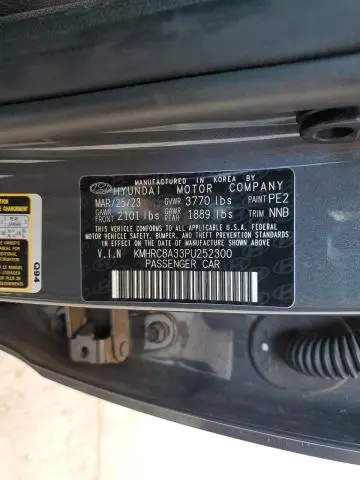 MANUFACTURED IN KOREA BY
HYUNDAI MOTOR COMPANY
MAR/25/23 GVWR 3770 lbs PAINT PE2
GAWR FRONT 2101 lbs GAWR REAR 1889 lbs TRIM NNB
THIS VEHICLE CONFORMS TO ALL APPLICABLE U.S.A. FEDERAL
MOTOR VEHICLE SAFETY, BUMPER, AND THEFT PREVENTION STANDARDS
IN EFFECT ON THE DATE OF MANUFACTURE SHOWN ABOVE.
V.I.N KMHRC8A33PU252300
PASSENGER CAR
Q94